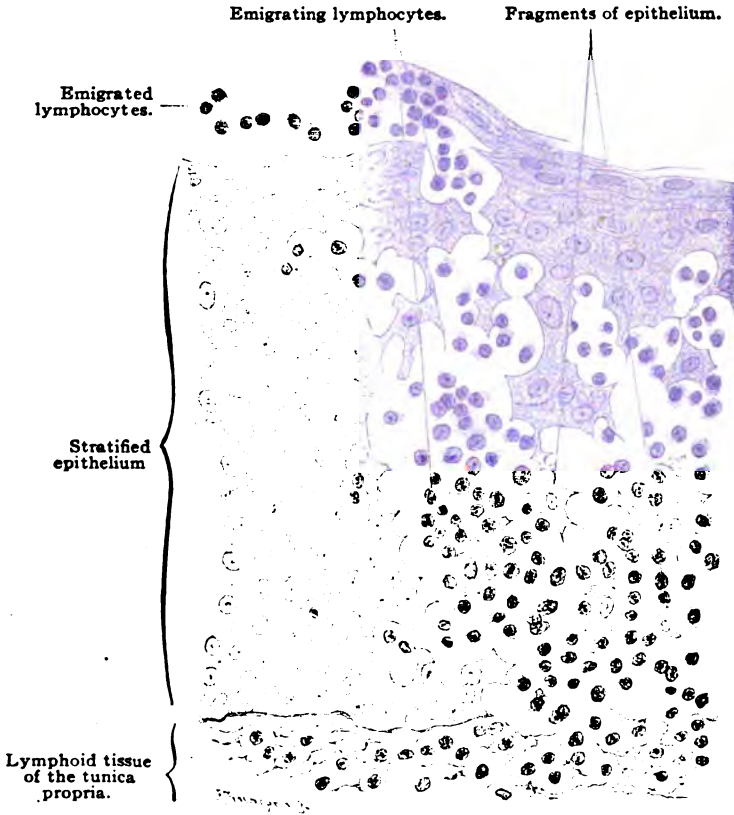 Emigrating lymphocytes.
Fragments of epithelium.
Emigrated
lymphocytes.
Stratified
epithelium
Lymphoid tissue
of the tunica
propria.